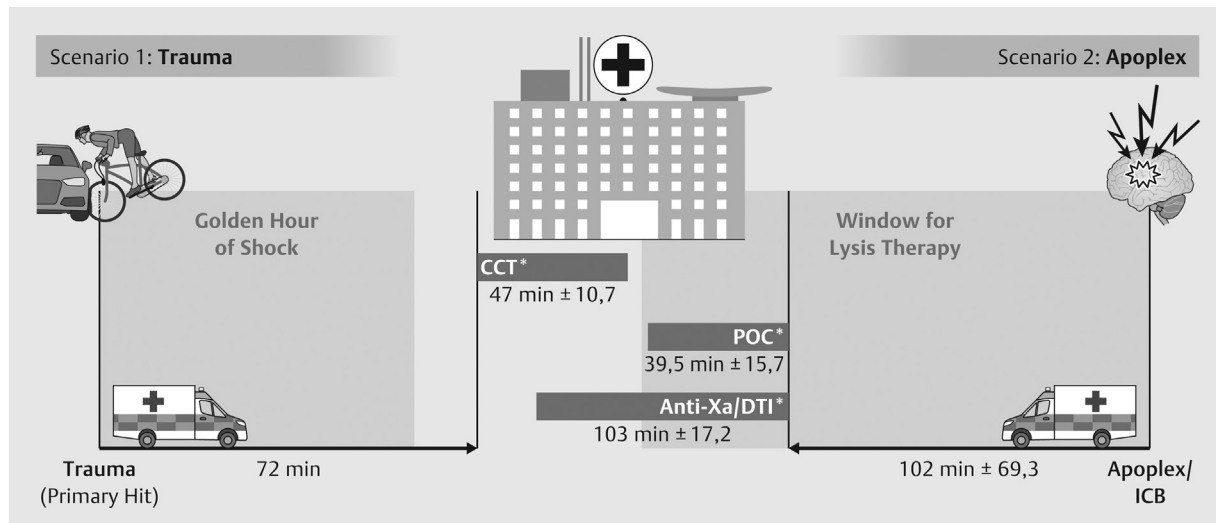 Scenario 1: Trauma
Scenario 2: Apoplex
Golden Hour
of Shock
Window for
Lysis Therapy
CCT*
47 min ± 10,7
POC*
39,5 min ± 15,7
Anti-Xa/DTI*
103 min ± 17,2
Trauma
(Primary Hit)
72 min
102 min ± 69,3
Apoplex/
ICB